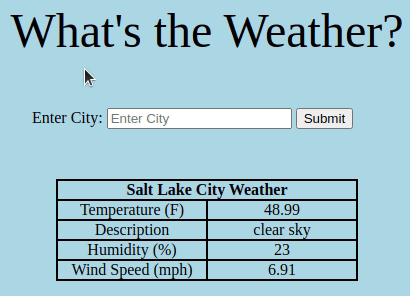 What's the Weather?
Enter City: Enter City Submit
Salt Lake City Weather
Temperature (F) 48.99
Description clear sky
Humidity (%) 23
Wind Speed (mph) 6.91